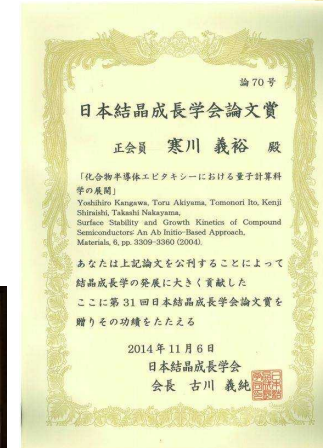 論70号
日本結晶成長学会論文賞
正会員 寒川 義裕 殿
「化合物半導体エピタキシーにおける量子計算科
学の展開」
Yoshihiro Kangawa, Toru Akiyama, Tomonori Ito, Kenji
Shiraishi, Takashi Nakayama,
Surface Stability and Growth Kinetics of Compound
Semiconductors: An Ab Initio-Based Approach,
Materials, 6, pp. 3309-3360 (2004).
あなたは上記論文を公刊することによって
結晶成長学の発展に大きく貢献した
ここに第31回日本結晶成長学会論文賞を
贈りその功績をたたえる
2014年11月6日
日本結晶成長学会
会長 古川 義純